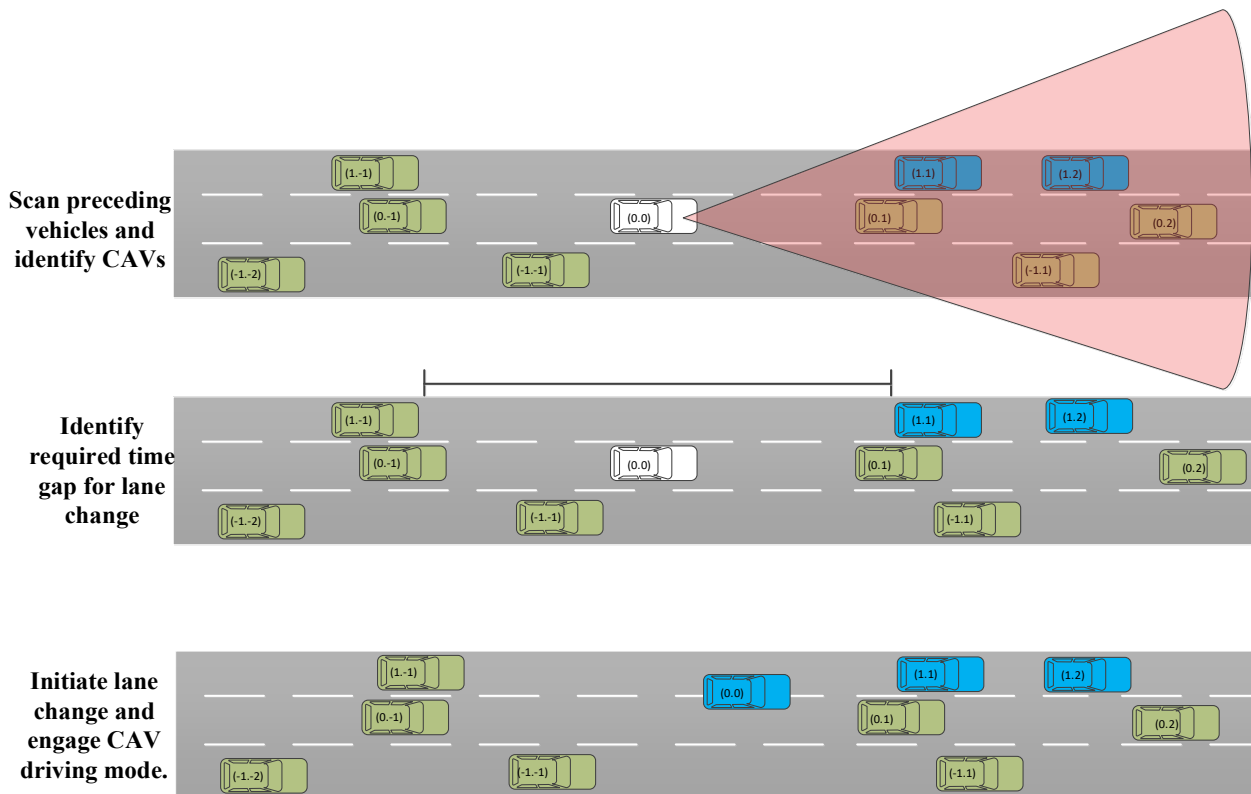 Scan preceding
vehicles and
identify CAVs
(1.-1)
(1.1)
(1.2)
(0.-1)
(0.0)
(0.1)
(0.2)
(-1.-2)
(-1.-1)
(-1.1)
Identify
required time
gap for lane
change
(1.-1)
(1.1)
(1.2)
(0.-1)
(0.0)
(0.1)
(0.2)
(-1.-2)
(-1.-1)
(-1.1)
Initiate lane
change and
engage CAV
driving mode.
(1.-1)
(1.1)
(1.2)
(0.0)
(0.-1)
(0.1)
(0.2)
(-1.-2)
(-1.-1)
(-1.1)